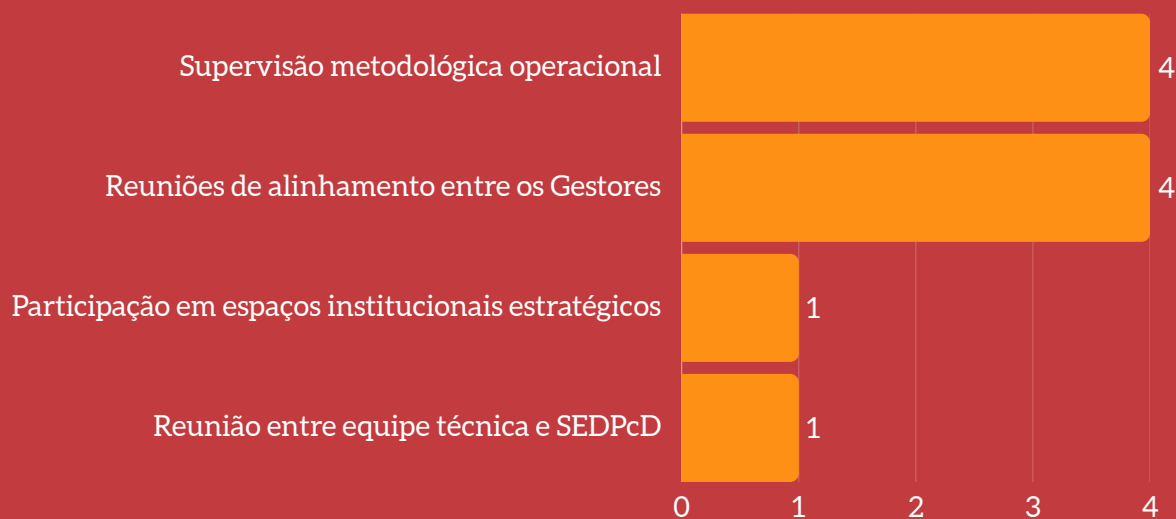 Supervisão metodológica operacional
4
Reuniões de alinhamento entre os Gestores
4
Participação em espaços institucionais estratégicos
1
Reunião entre equipe técnica e SEDPcD
1
0 1 2 3 4